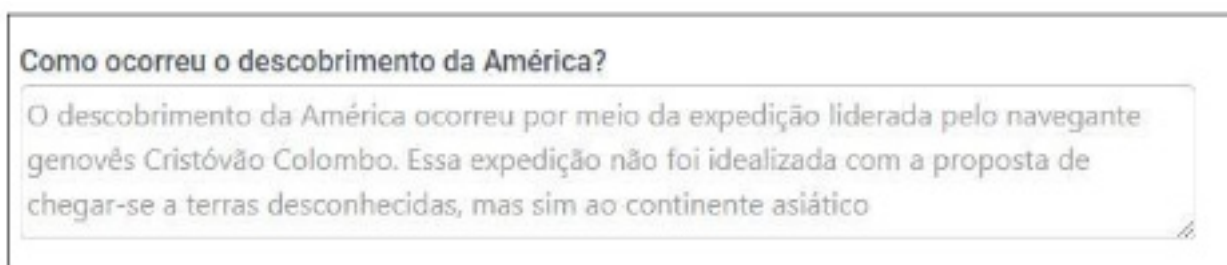 Como ocorreu o descobrimento da América?
O descobrimento da América ocorreu por meio da expedição liderada pelo navegante
genovês Cristóvão Colombo. Essa expedição não foi idealizada com a proposta de
chegar-se a terras desconhecidas, mas sim ao continente asiático